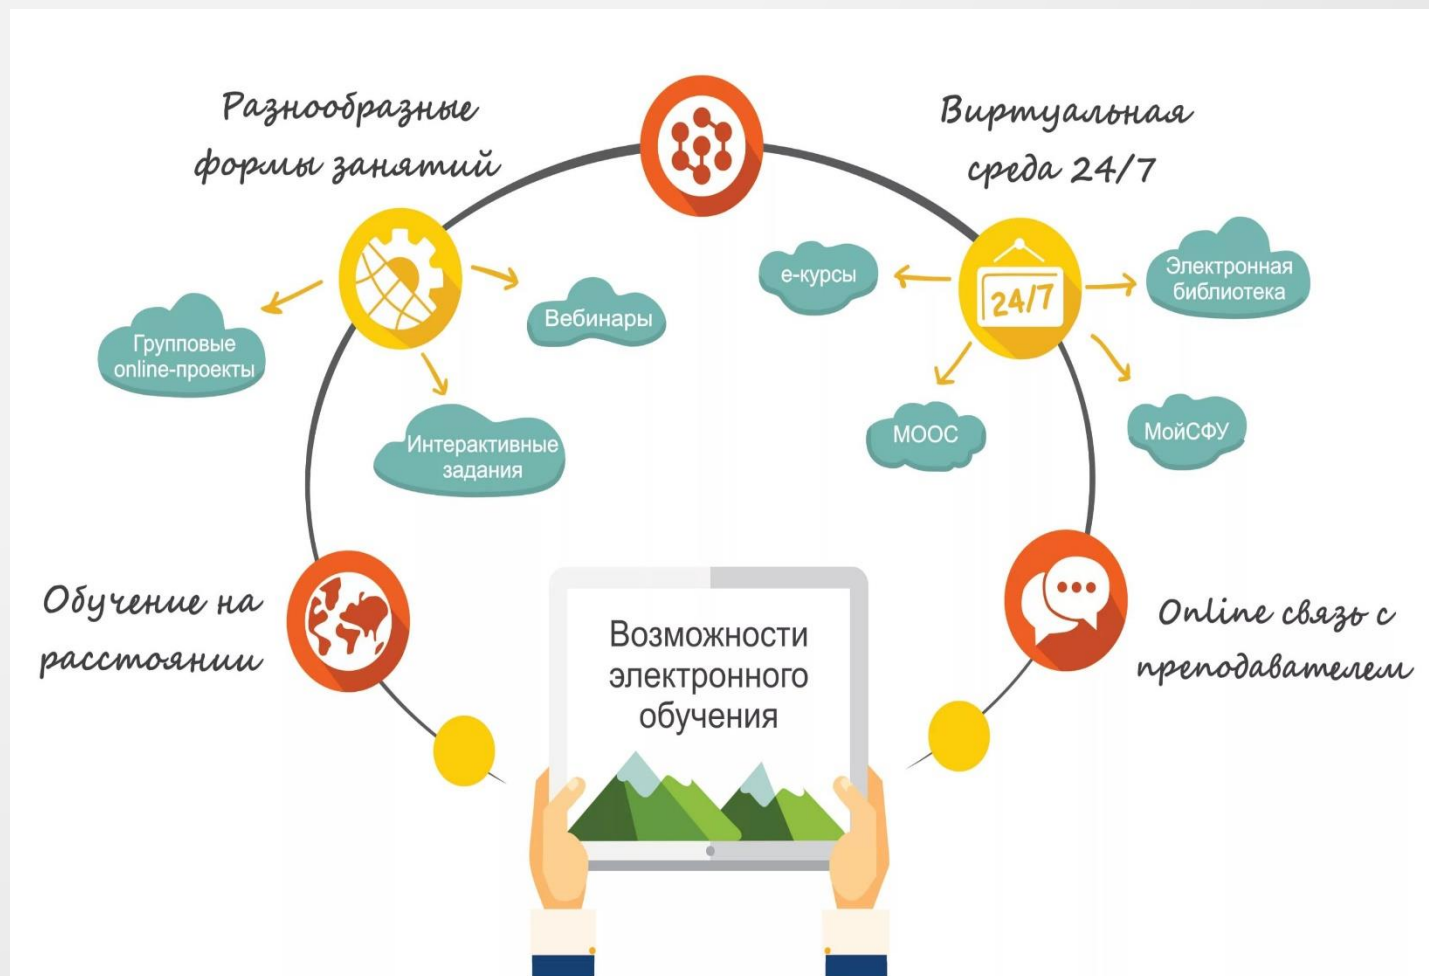 Разнообразные
формы занятий
Групповые
online-проекты
Вебинары
Интерактивные
задания
Виртуальная
среда 24/7
24/7
е-курсы
Электронная
библиотека
МООС
МойСФУ
Обучение на
расстоянии
Возможности
электронного
обучения
Online связь с
преподавателем